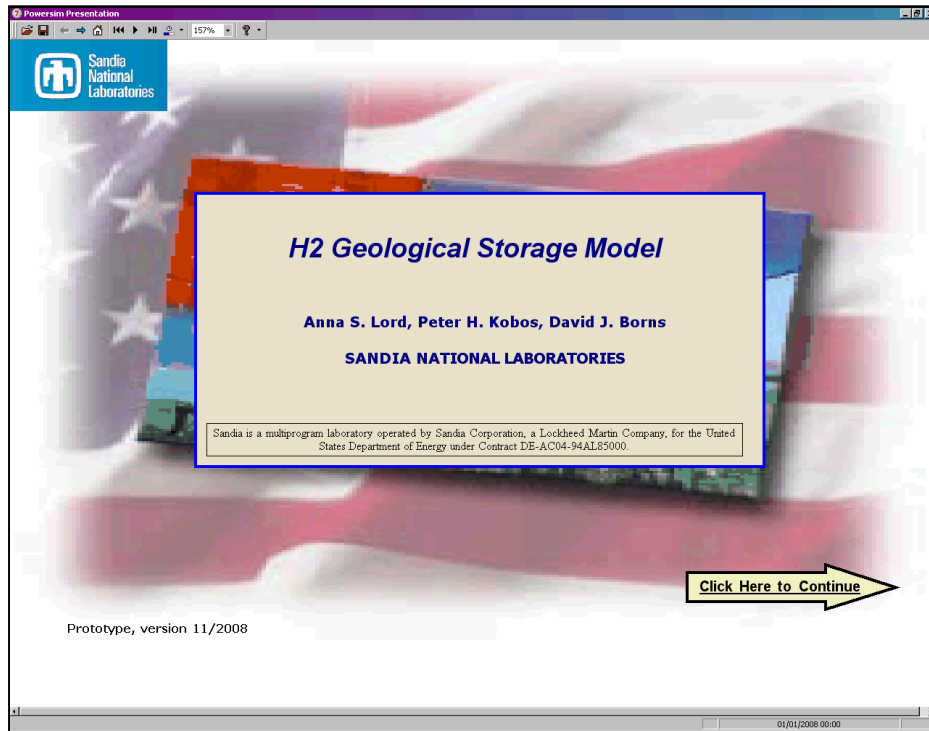 Powersim Presentation
157%
Sandia
National
Laboratories
H2 Geological Storage Model
Anna S. Lord, Peter H. Kobos, David J. Borns
SANDIA NATIONAL LABORATORIES
Sandia is a multiprogram laboratory operated by Sandia Corporation, a Lockheed Martin Company, for the United
States Department of Energy under Contract DE-AC04-94AL85000.
Click Here to Continue
Prototype, version 11/2008
01/01/2008 00:00